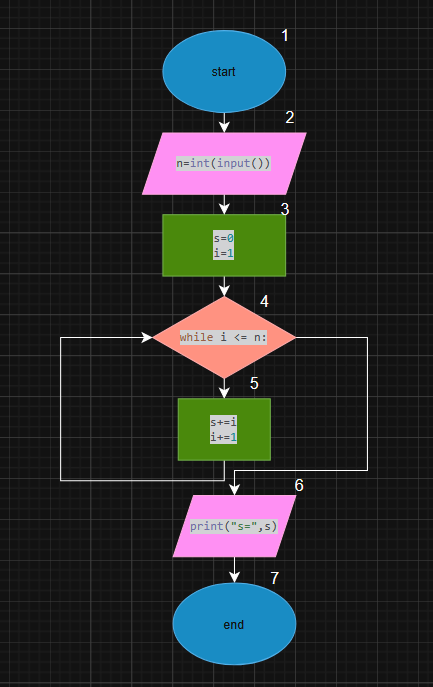 1
start
2
n=int(input())
3
s=0
i=1
4
while i <= n:
5
s+=i
i+=1
6
print("s=",s)
7
end